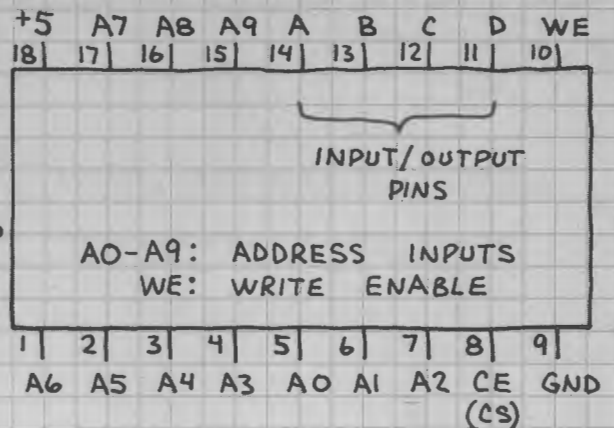 +5 A7 A8 A9 A B C D WE
18 17 16 15 14 13 12 11 10
INPUT/OUTPUT
PINS
A0-A9: ADDRESS INPUTS
WE: WRITE ENABLE
1 2 3 4 5 6 7 8 9
A6 A5 A4 A3 A0 A1 A2 CE GND
(CS)